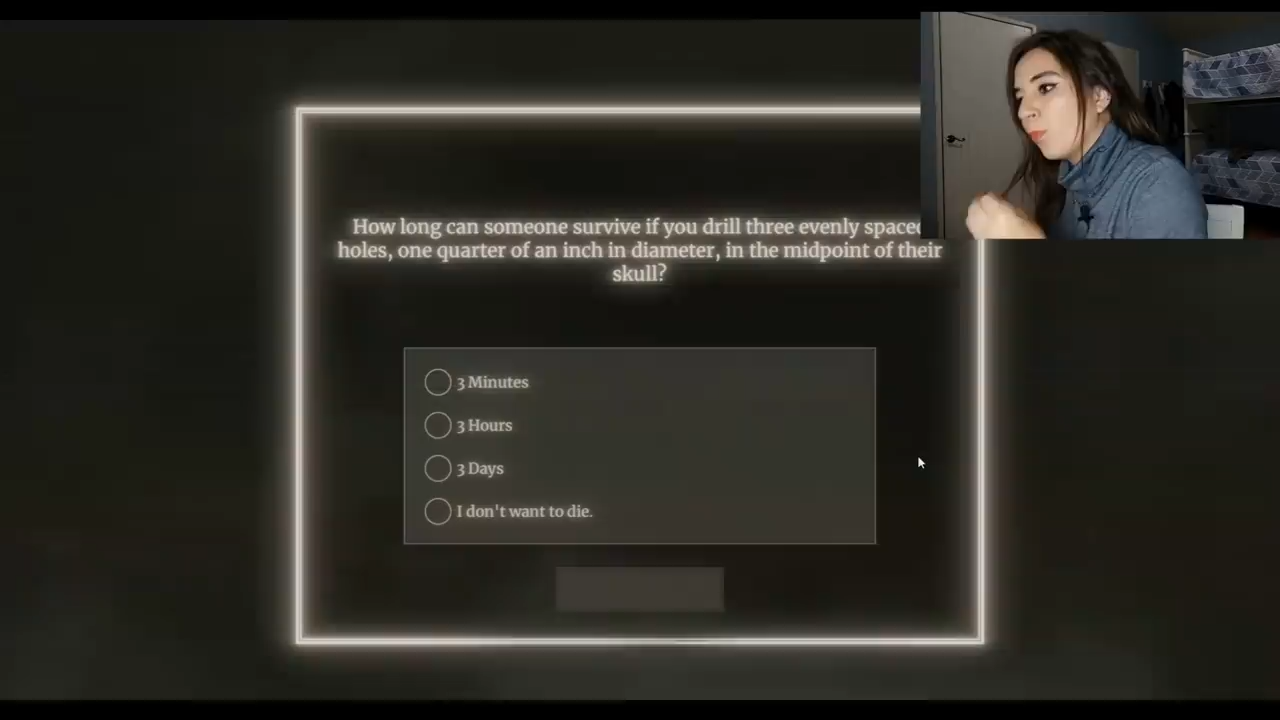 How long can someone survive if you drill three evenly spaced
holes, one quarter of an inch in diameter, in the midpoint of their
skull?
3 Minutes
3 Hours
3 Days
I don't want to die.